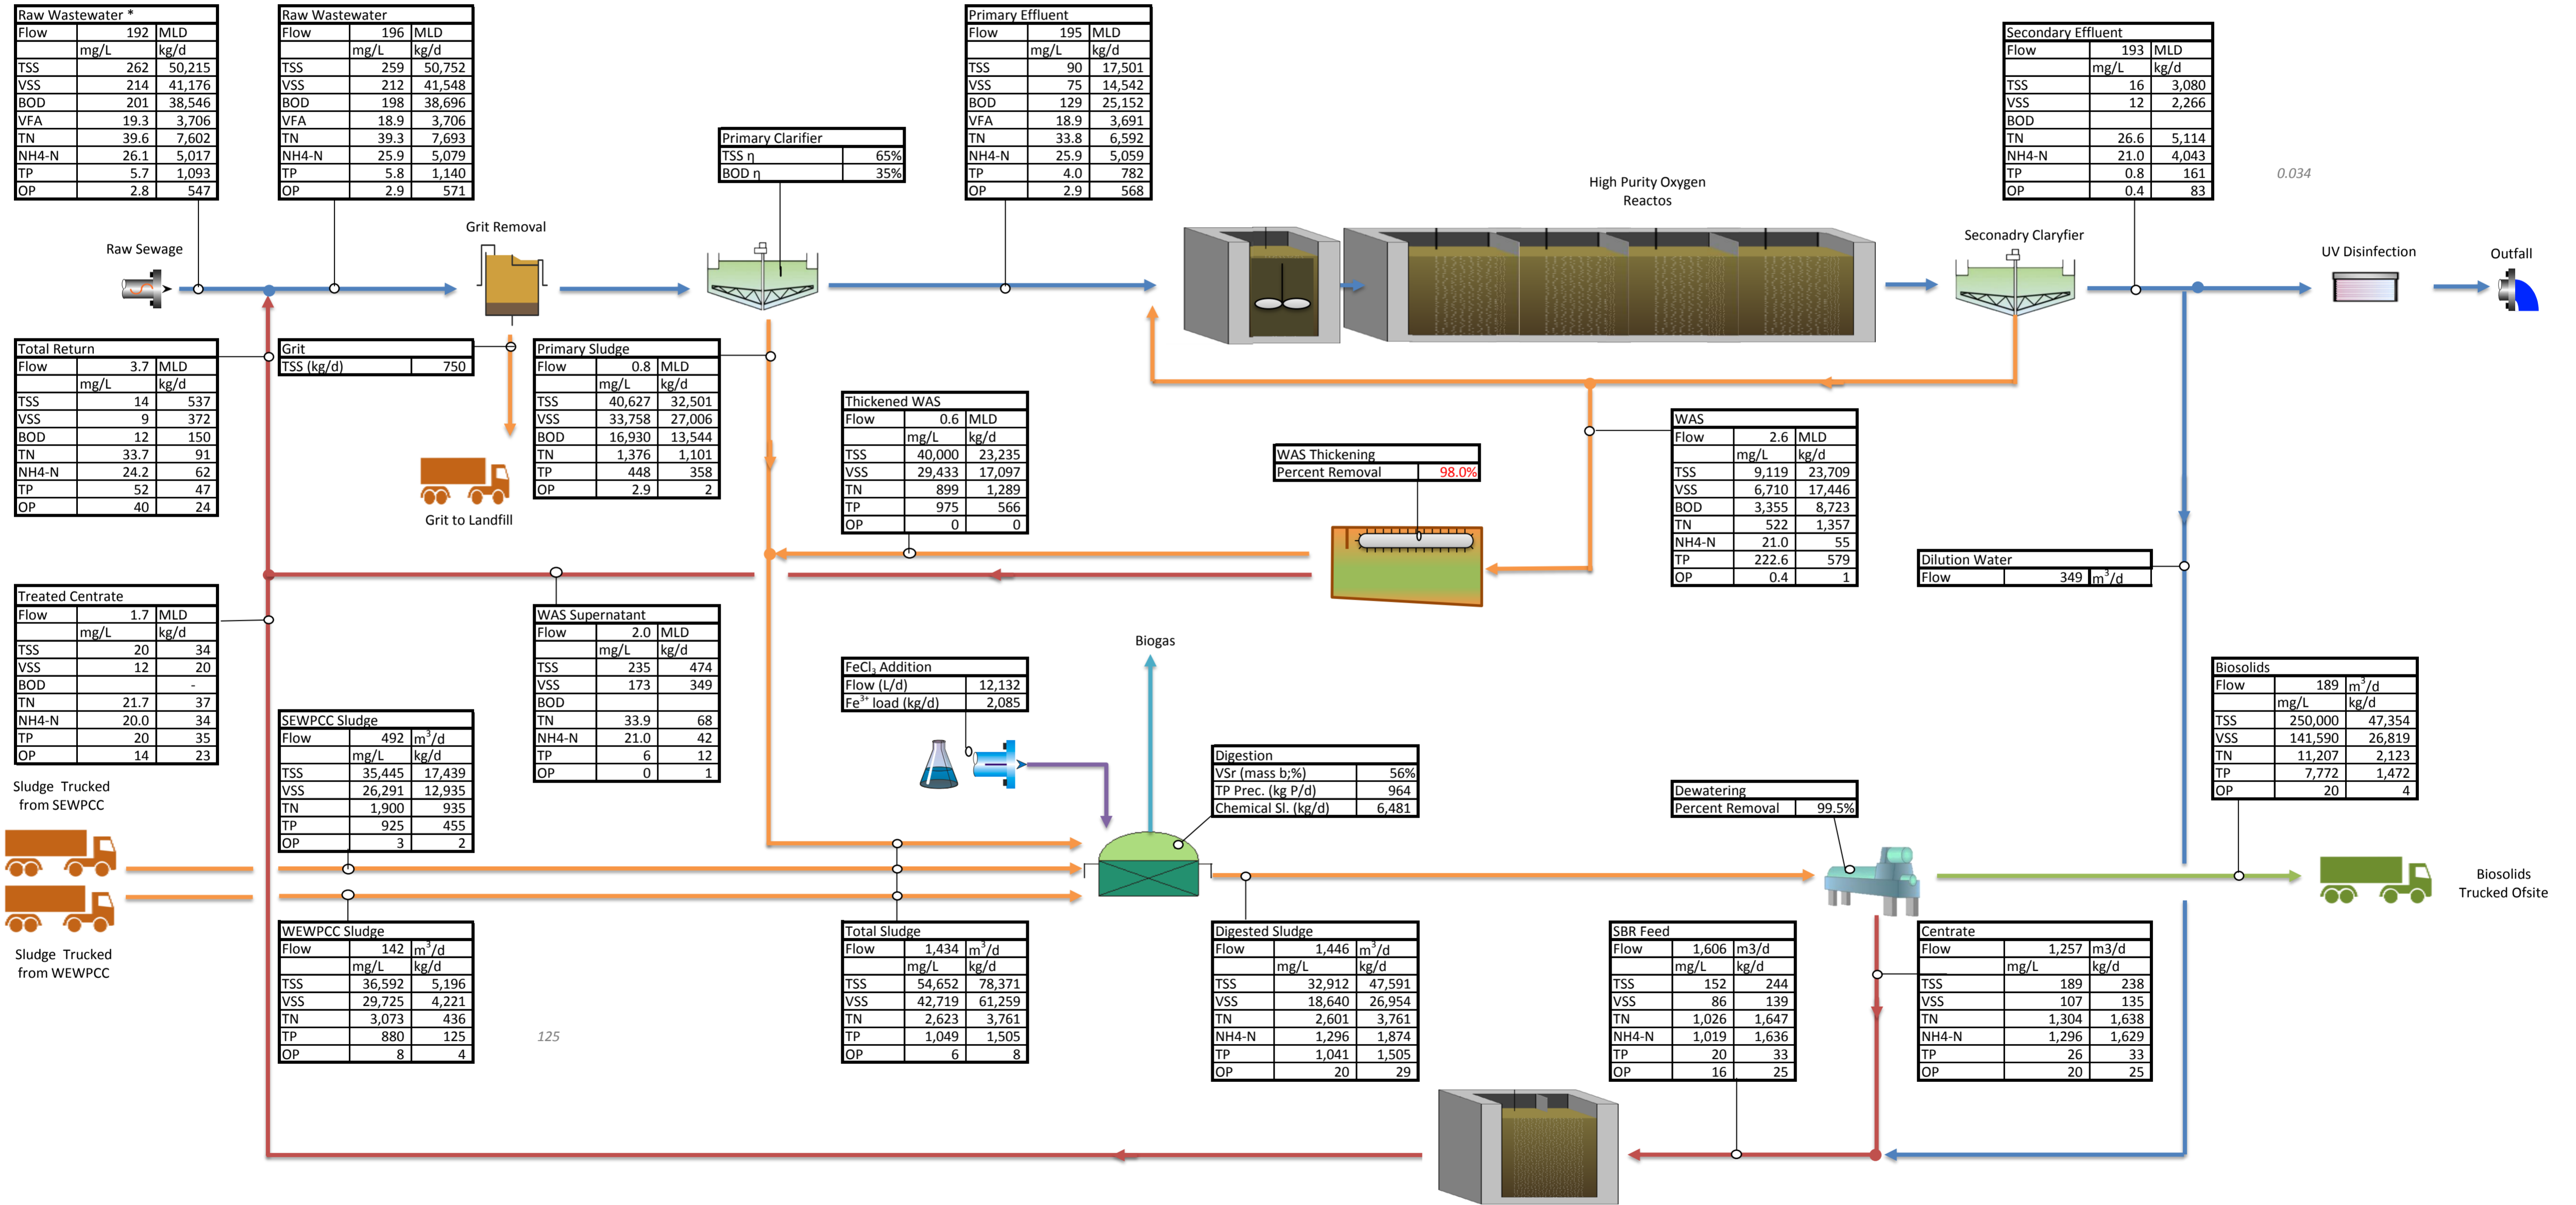 Raw Wastewater *
Flow 192 MLD
mg/L kg/d
TSS 262 50,215
VSS 214 41,176
BOD 201 38,546
VFA 19.3 3,706
TN 39.6 7,602
NH4-N 26.1 5,017
TP 5.7 1,093
OP 2.8 547
Raw Wastewater
Flow 196 MLD
mg/L kg/d
TSS 259 50,752
VSS 212 41,548
BOD 198 38,696
VFA 18.9 3,706
TN 39.3 7,693
NH4-N 25.9 5,079
TP 5.8 1,140
OP 2.9 571
Primary Clarifier
TSS η 65%
BOD η 35%
Primary Effluent
Flow 195 MLD
mg/L kg/d
TSS 90 17,501
VSS 75 14,542
BOD 129 25,152
VFA 18.9 3,691
TN 33.8 6,592
NH4-N 25.9 5,059
TP 4.0 782
OP 2.9 568
High Purity Oxygen
Reactos
Secondary Effluent
Flow 193 MLD
mg/L kg/d
TSS 16 3,080
VSS 12 2,266
BOD
TN 26.6 5,114
NH4-N 21.0 4,043
TP 0.8 161
OP 0.4 83
0.034
Raw Sewage
Grit Removal
Seconadry Claryfier
UV Disinfection
Outfall
Total Return
Flow 3.7 MLD
mg/L kg/d
TSS 14 537
VSS 9 372
BOD 12 150
TN 33.7 91
NH4-N 24.2 62
TP 52 47
OP 40 24
Grit
TSS (kg/d) 750
Grit to Landfill
Primary Sludge
Flow 0.8 MLD
mg/L kg/d
TSS 40,627 32,501
VSS 33,758 27,006
BOD 16,930 13,544
TN 1,376 1,101
TP 448 358
OP 2.9 2
Thickened WAS
Flow 0.6 MLD
mg/L kg/d
TSS 40,000 23,235
VSS 29,433 17,097
TN 899 1,289
TP 975 566
OP 0 0
WAS Thickening
Percent Removal 98.0%
WAS
Flow 2.6 MLD
mg/L kg/d
TSS 9,119 23,709
VSS 6,710 17,446
BOD 3,355 8,723
TN 522 1,357
NH4-N 21.0 55
TP 222.6 579
OP 0.4 1
Dilution Water
Flow 349 m3/d
Treated Centrate
Flow 1.7 MLD
mg/L kg/d
TSS 20 34
VSS 12 20
BOD -
TN 21.7 37
NH4-N 20.0 34
TP 20 35
OP 14 23
WAS Supernatant
Flow 2.0 MLD
mg/L kg/d
TSS 235 474
VSS 173 349
BOD
TN 33.9 68
NH4-N 21.0 42
TP 6 12
OP 0 1
Biogas
FeCl3 Addition
Flow (L/d) 12,132
Fe3+ load (kg/d) 2,085
Biosolids
Flow 189 m3/d
mg/L kg/d
TSS 250,000 47,354
VSS 141,590 26,819
TN 11,207 2,123
TP 7,772 1,472
OP 20 4
SEWPCC Sludge
Flow 492 m3/d
mg/L kg/d
TSS 35,445 17,439
VSS 26,291 12,935
TN 1,900 935
TP 925 455
OP 3 2
Digestion
VSr (mass b;%) 56%
TP Prec. (kg P/d) 964
Chemical Sl. (kg/d) 6,481
Dewatering
Percent Removal 99.5%
Sludge Trucked
from SEWPCC
Sludge Trucked
from WEWPCC
Biosolids
Trucked Ofsite
WEWPCC Sludge
Flow 142 m3/d
mg/L kg/d
TSS 36,592 5,196
VSS 29,725 4,221
TN 3,073 436
TP 880 125
OP 8 4
125
Total Sludge
Flow 1,434 m3/d
mg/L kg/d
TSS 54,652 78,371
VSS 42,719 61,259
TN 2,623 3,761
TP 1,049 1,505
OP 6 8
Digested Sludge
Flow 1,446 m3/d
mg/L kg/d
TSS 32,912 47,591
VSS 18,640 26,954
TN 2,601 3,761
NH4-N 1,296 1,874
TP 1,041 1,505
OP 20 29
SBR Feed
Flow 1,606 m3/d
mg/L kg/d
TSS 152 244
VSS 86 139
TN 1,026 1,647
NH4-N 1,019 1,636
TP 20 33
OP 16 25
Centrate
Flow 1,257 m3/d
mg/L kg/d
TSS 189 238
VSS 107 135
TN 1,304 1,638
NH4-N 1,296 1,629
TP 26 33
OP 20 25